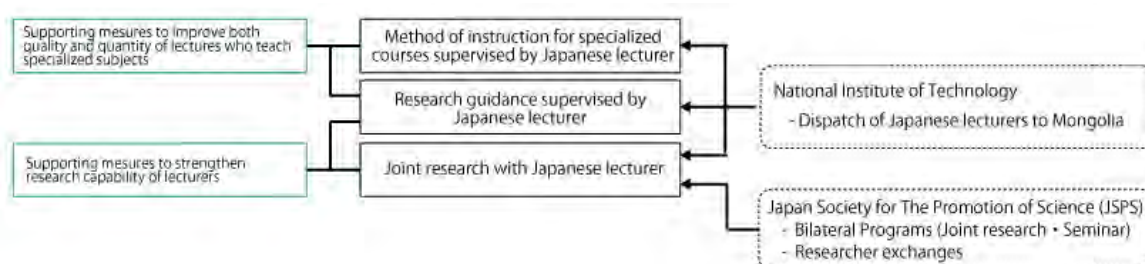 Supporting mesures to improve both
quality and quantity of lectures who teach
specialized subjects
Supporting mesures to strengthen
research capability of lecturers
Method of instruction for specialized
courses supervised by Japanese lecturer
Research guidance supervised by
Japanese lecturer
Joint research with Japanese lecturer
National Institute of Technology
- Dispatch of Japanese lecturers to Mongolia
Japan Society for The Promotion of Science (JSPS)
- Bilateral Programs (Joint research・Seminar)
- Researcher exchanges